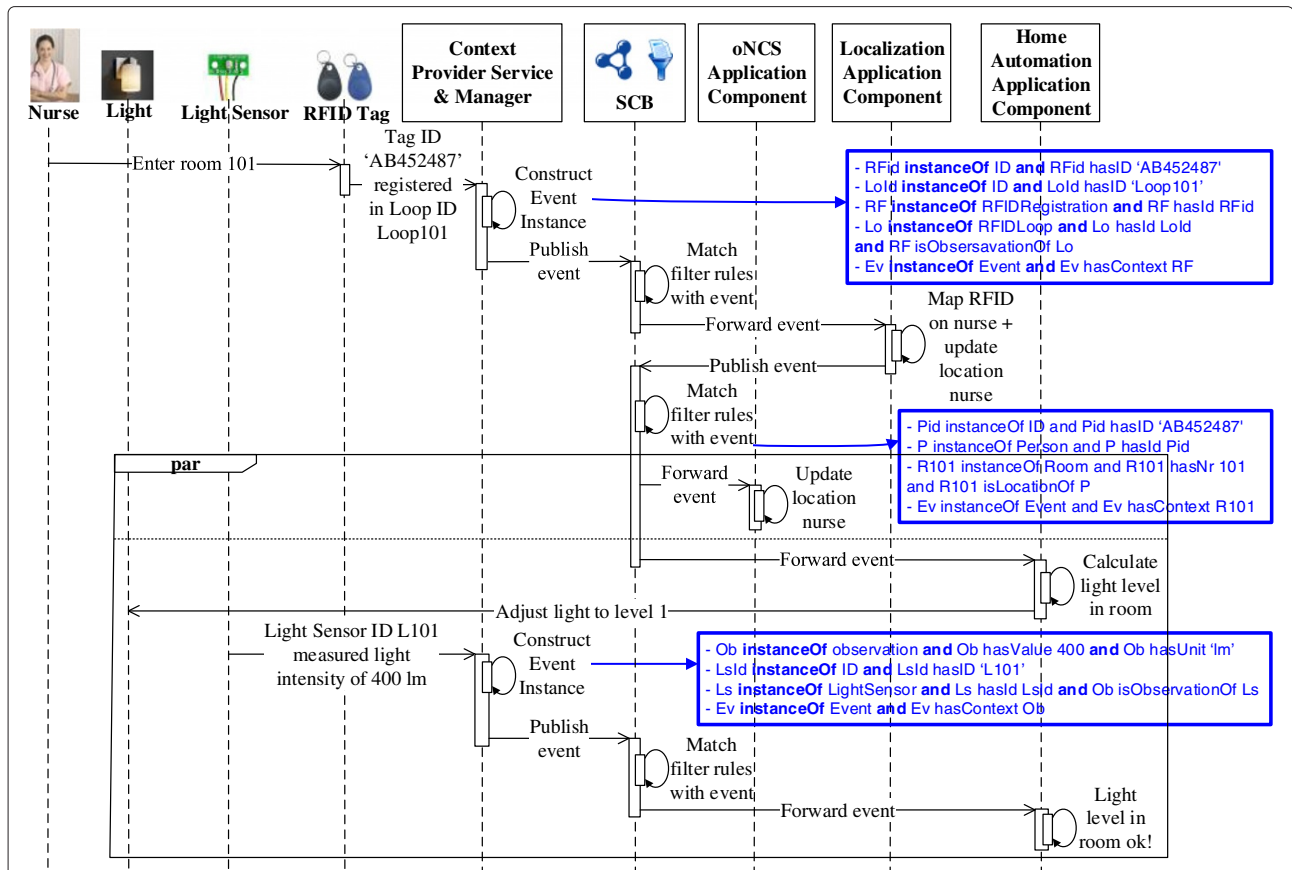 Nurse
Light
Light Sensor
RFID Tag
Context
Provider Service
& Manager
SCB
oNCS
Application
Component
Localization
Application
Component
Home
Automation
Application
Component
Enter room 101
Tag ID
‘AB452487’
registered
in Loop ID
Loop101
Construct
Event
Instance
- RFid instanceOf ID and RFid hasID ‘AB452487’
- LoId instanceOf ID and LoId hasID ‘Loop101’
- RF instanceOf RFIDRegistration and RF hasId RFid
- Lo instanceOf RFIDLoop and Lo hasId LoId
and RF isObsersavationOf Lo
- Ev instanceOf Event and Ev hasContext RF
Publish
event
Match
filter rules
with event
Forward event
Map RFID
on nurse +
update
location
nurse
Publish event
Match
filter rules
with event
- Pid instanceOf ID and Pid hasID ‘AB452487’
- P instanceOf Person and P hasId Pid
- R101 instanceOf Room and R101 hasNr 101
and R101 isLocationOf P
- Ev instanceOf Event and Ev hasContext R101
par
Forward
event
Update
location
nurse
Forward event
Calculate
light level
in room
Adjust light to level 1
Light Sensor ID L101
measured light
intensity of 400 lm
Construct
Event
Instance
- Ob instanceOf observation and Ob hasValue 400 and Ob hasUnit ‘lm’
- LsId instanceOf ID and LsId hasID ‘L101’
- Ls instanceOf LightSensor and Ls hasId LsId and Ob isObservationOf Ls
- Ev instanceOf Event and Ev hasContext Ob
Publish
event
Match
filter rules
with event
Forward event
Light
level in
room ok!